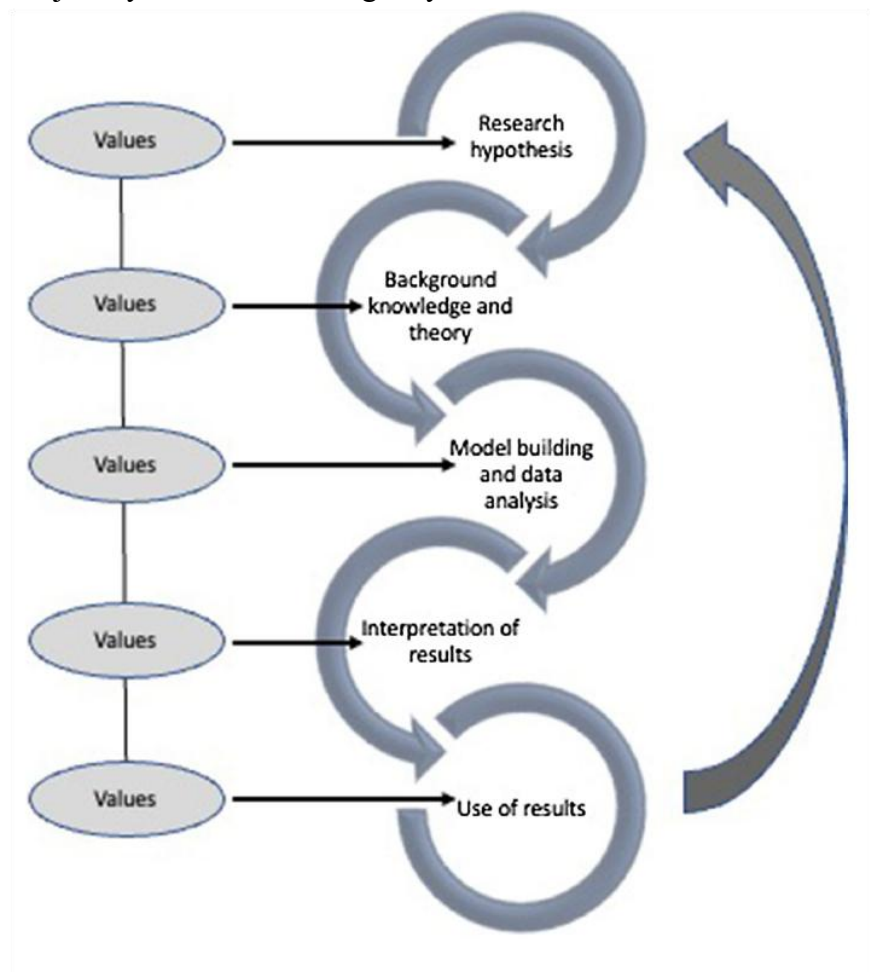 Values
Research
hypothesis
Values
Background
knowledge and
theory
Values
Model building
and data
analysis
Values
Interpretation of
results
Values
Use of results